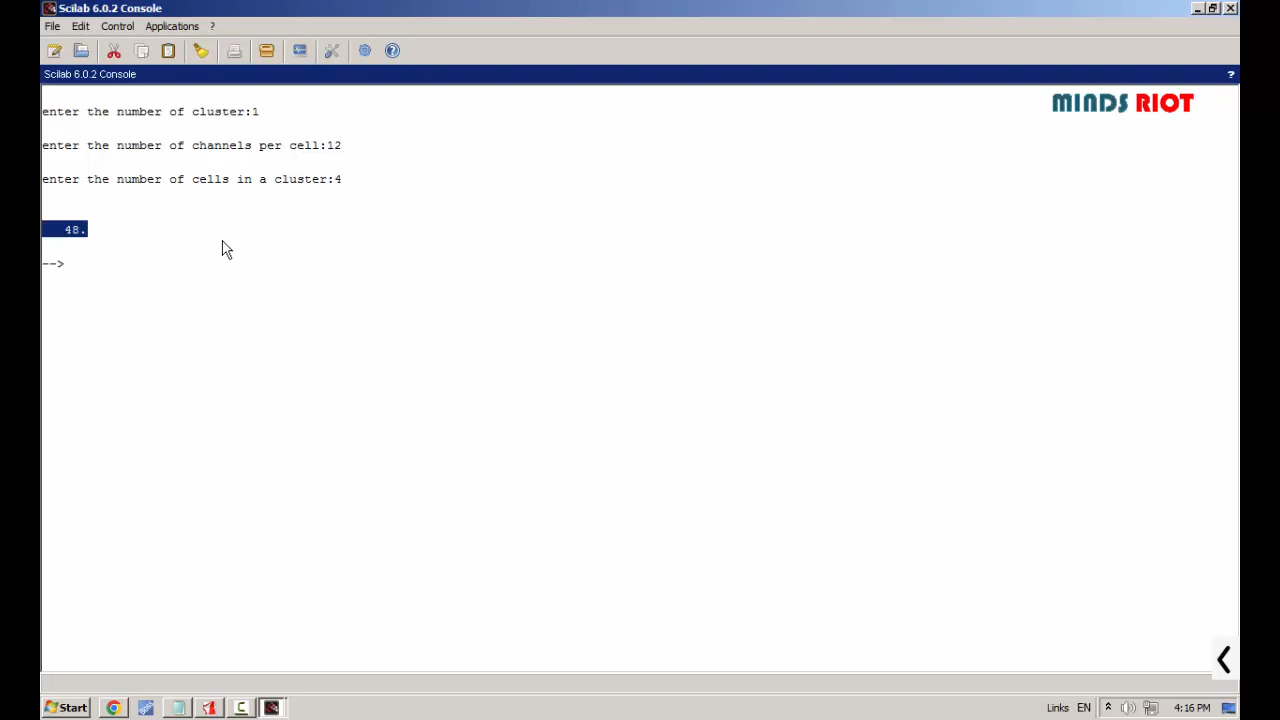 Scilab 6.0.2 Console
File Edit Control Applications ?
Scilab 6.0.2 Console ?
MINDS RIOT
enter the number of cluster:1
enter the number of channels per cell:12
enter the number of cells in a cluster:4
48.
-->
Start Links EN 4:16 PM